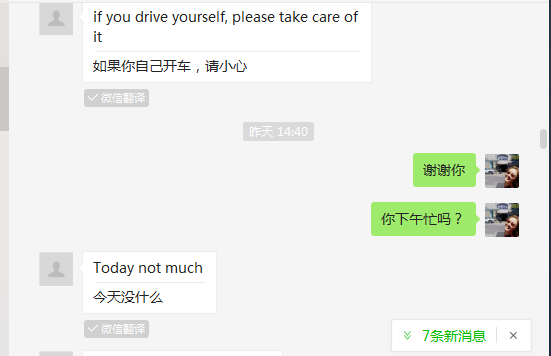 if you drive yourself, please take care of
it
如果你自己开车，请小心
微信翻译
昨天 14:40
谢谢你
你下午忙吗？
Today not much
今天没什么
微信翻译
7条新消息